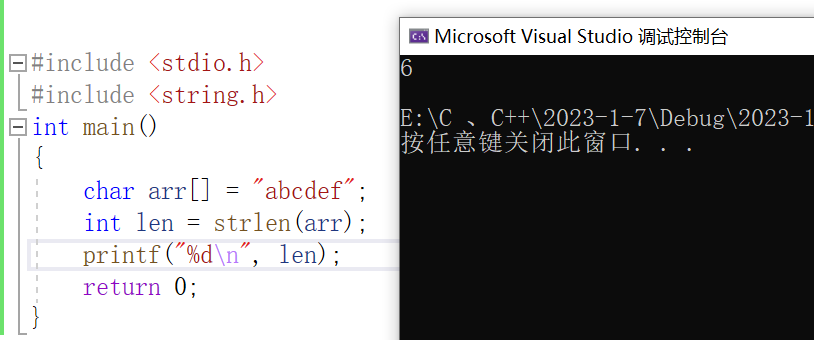 #include <stdio.h>
#include <string.h>
int main()
{
    char arr[] = "abcdef";
    int len = strlen(arr);
    printf("%d\n", len);
    return 0;
}
Microsoft Visual Studio 调试控制台
6
E:\C 、C++\2023-1-7\Debug\2023-1
按任意键关闭此窗口. . .